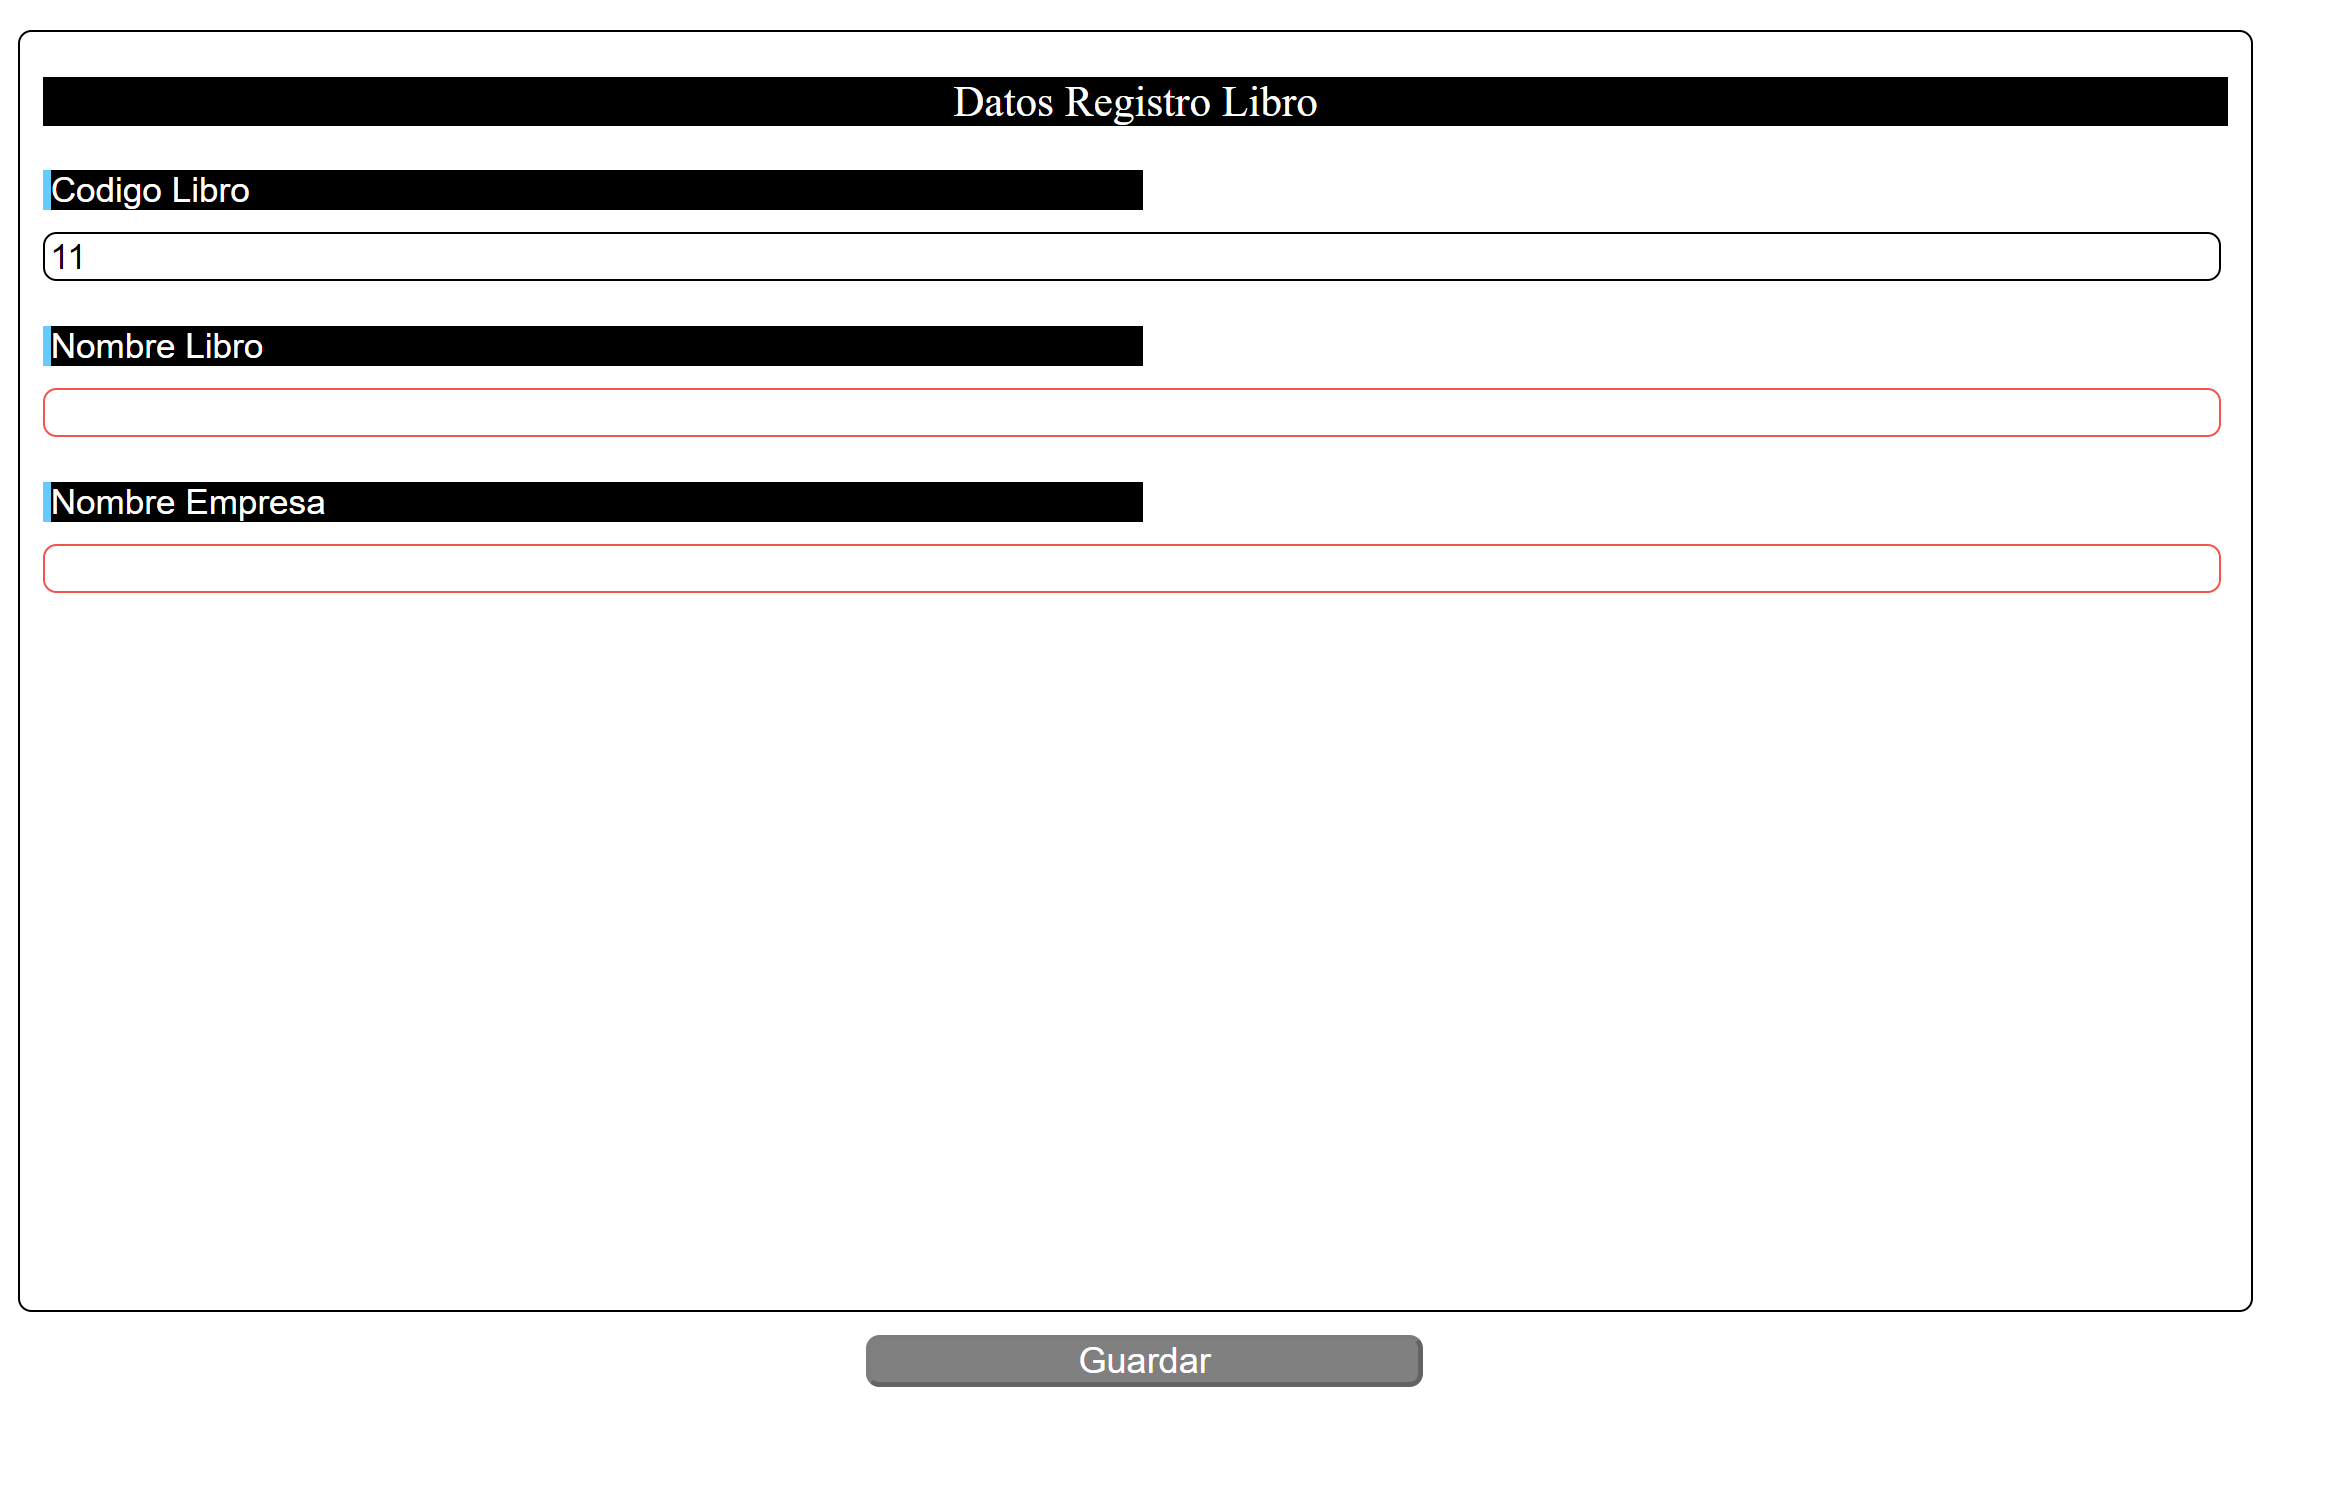 Datos Registro Libro
Codigo Libro
11
Nombre Libro
Nombre Empresa
Guardar